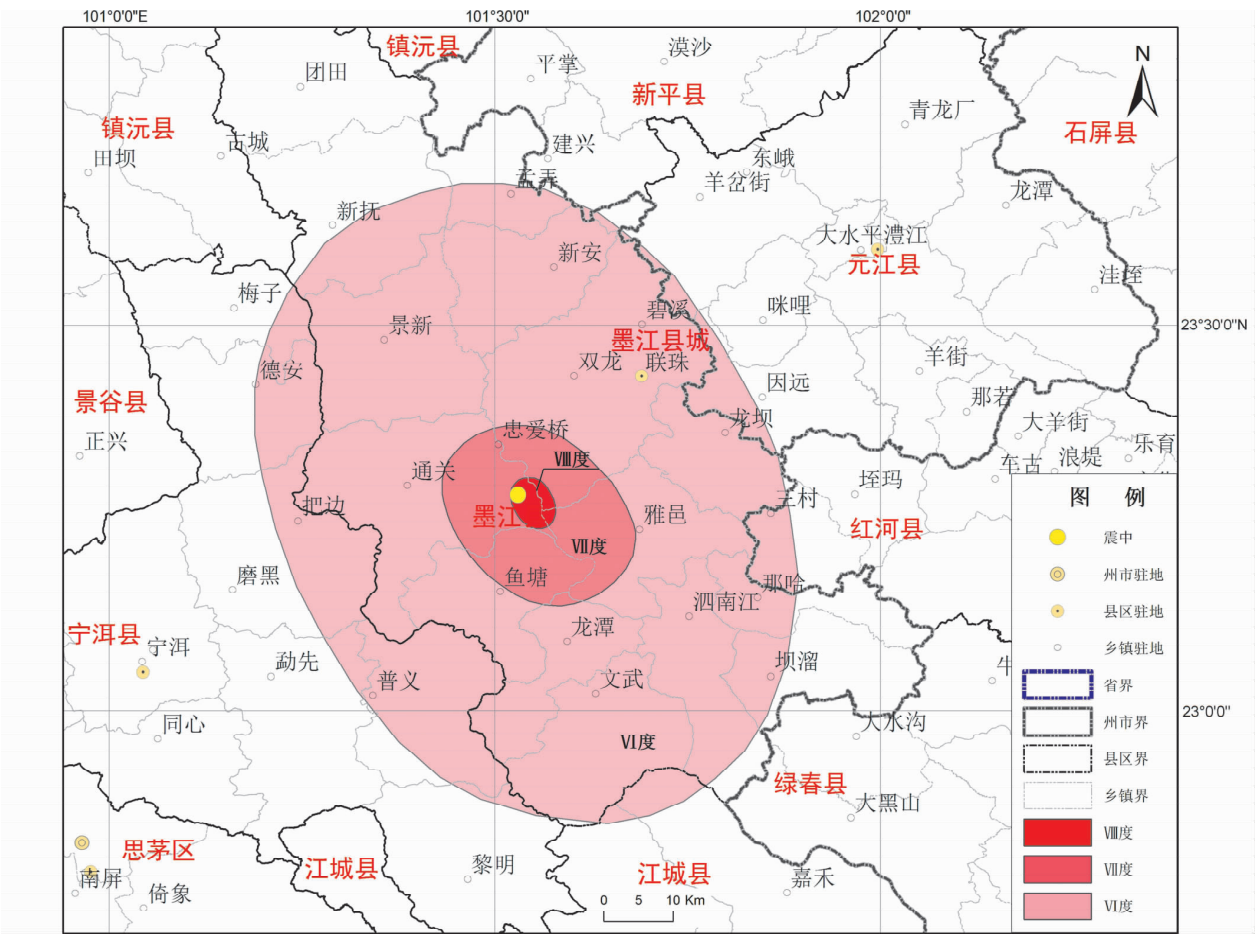 101°0'0"E
101°30'0"
102°0'0"
镇沅县
漠沙
平掌
团田
新平县
N
青龙厂
镇沅县
石屏县
古城
建兴
东峨
田坝
孟弄
羊岔街
龙潭
新抚
大水平
澧江
新安
元江县
洼垤
梅子
碧溪
咪哩
景新
23°30'0"N
墨江县城
双龙
联珠
羊街
德安
因远
景谷县
那若
龙坝
大羊街
正兴
忠爱桥
乐育
车古
浪堤
通关
Ⅷ度
垤玛
三村
把边
墨江
雅邑
红河县
Ⅶ度
磨黑
鱼塘
那哈
泗南江
宁洱县
宁洱
龙潭
勐先
坝溜
普义
文武
23°0'0"
同心
大水沟
Ⅵ度
绿春县
大黑山
思茅区
江城县
黎明
江城县
嘉禾
南屏
倚象
0 5 10 Km
图 例
震中
州市驻地
县区驻地
乡镇驻地
省界
州市界
县区界
乡镇界
Ⅷ度
Ⅶ度
Ⅵ度